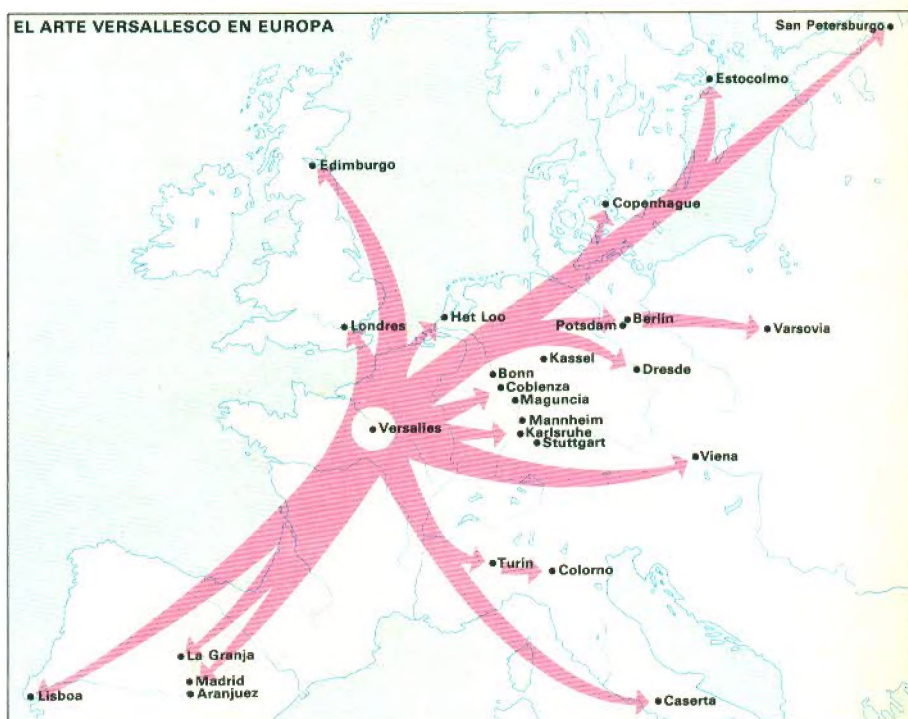 EL ARTE VERSALLESCO EN EUROPA
San Petersburgo
Estocolmo
Edimburgo
Copenhague
Het Loo
Londres
Berlín
Potsdam
Varsovia
Kassel
Dresde
Bonn
Coblenza
Maguncia
Mannheim
Versalles
Karlsruhe
Stuttgart
Viena
Turín
Colorno
La Granja
Madrid
Lisboa
Aranjuez
Caserta